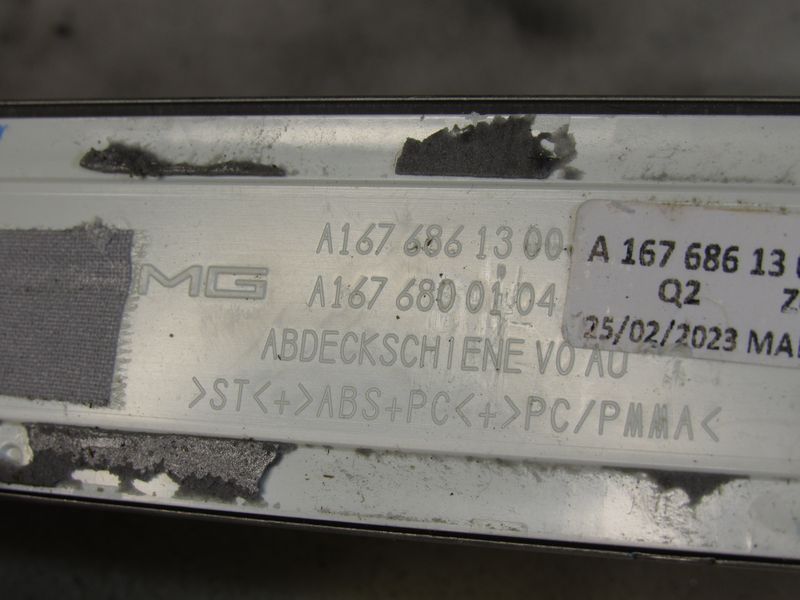 A167 686 13 00
MG
A167 680 01 04
ABDECKSCHIENE VO AU
>ST<+>ABS+PC<+>PC/PMMA<
A 167 686 13
Q2 Z
25/02/2023 MA